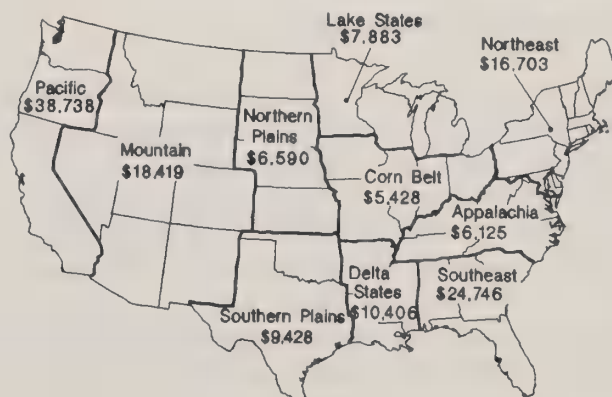 Lake States
$7,883
Northeast
$16,703
Pacific
$38,738
Northern
Plains
$6,590
Mountain
$18,419
Corn Belt
$5,428
Appalachia
$6,125
Delta
States
$10,406
Southeast
$24,746
Southern Plains
$9,428